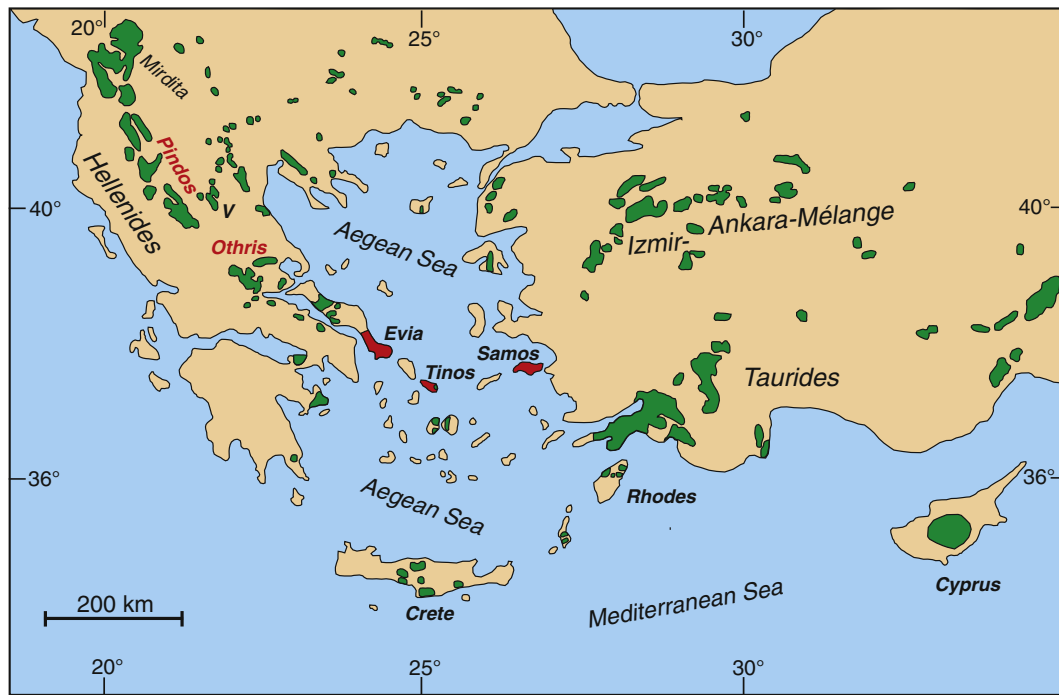 20°
25°
30°
Mirdita
Pindos
Hellenides
V
40°
40°
Othris
Aegean Sea
Ankara-Mélange
Izmir-
Evia
Samos
Tinos
Taurides
36°
36°
Aegean Sea
Rhodes
Cyprus
Crete
Mediterranean Sea
200 km
20°
25°
30°